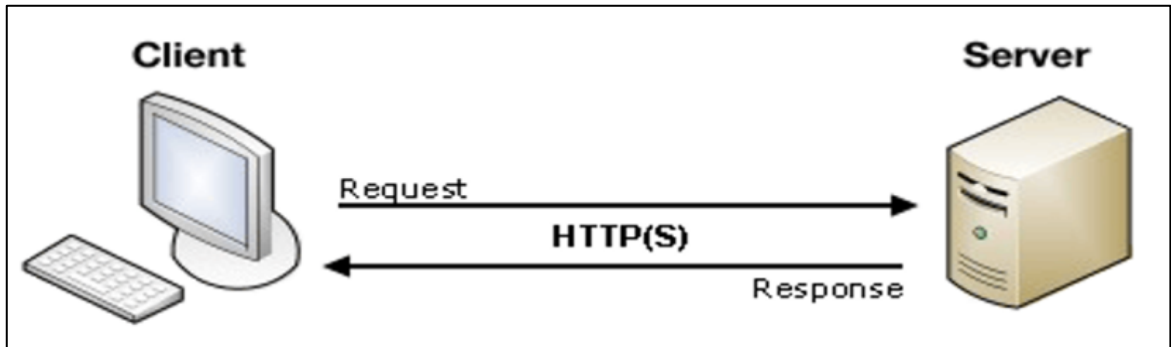 Client
Server
Request
HTTP(S)
Response